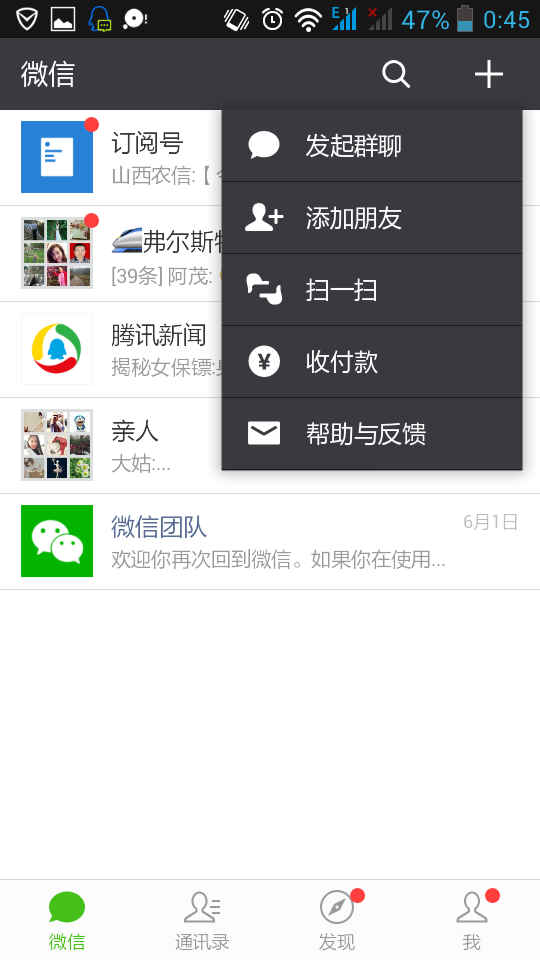 E 1 47% 0:45
微信
订阅号
山西农信:【
弗尔斯
[39条] 阿茂:
腾讯新闻
揭秘女保镖:
亲人
大姑:...
微信团队
6月1日
欢迎你再次回到微信。如果你在使用...
发起群聊
添加朋友
扫一扫
收付款
帮助与反馈
微信
通讯录
发现
我